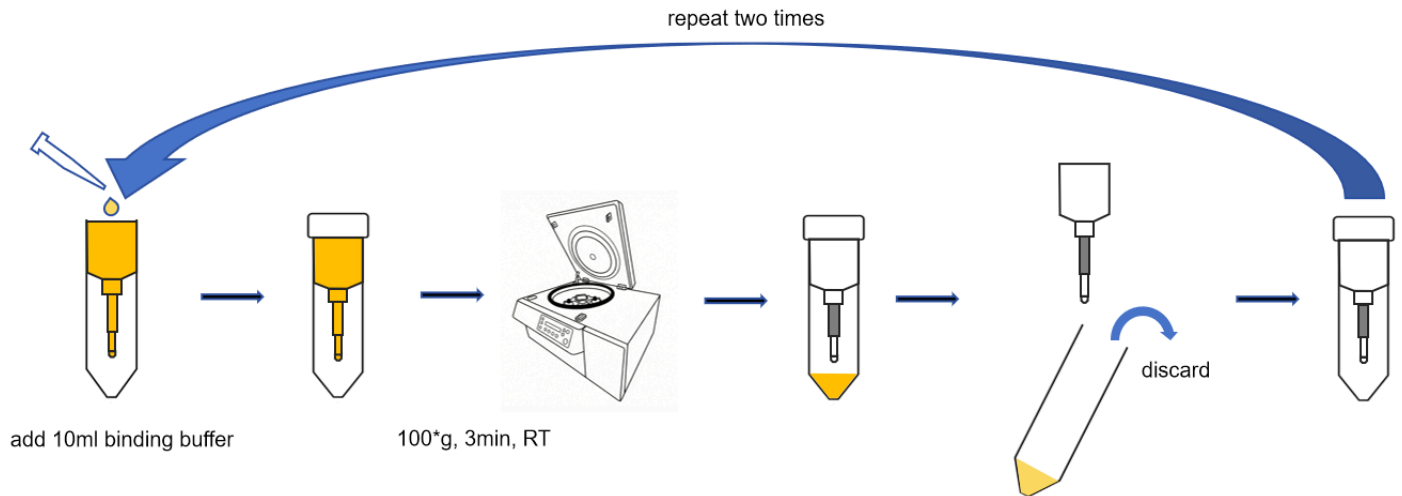 repeat two times
discard
add 10ml binding buffer
100*g, 3min, RT